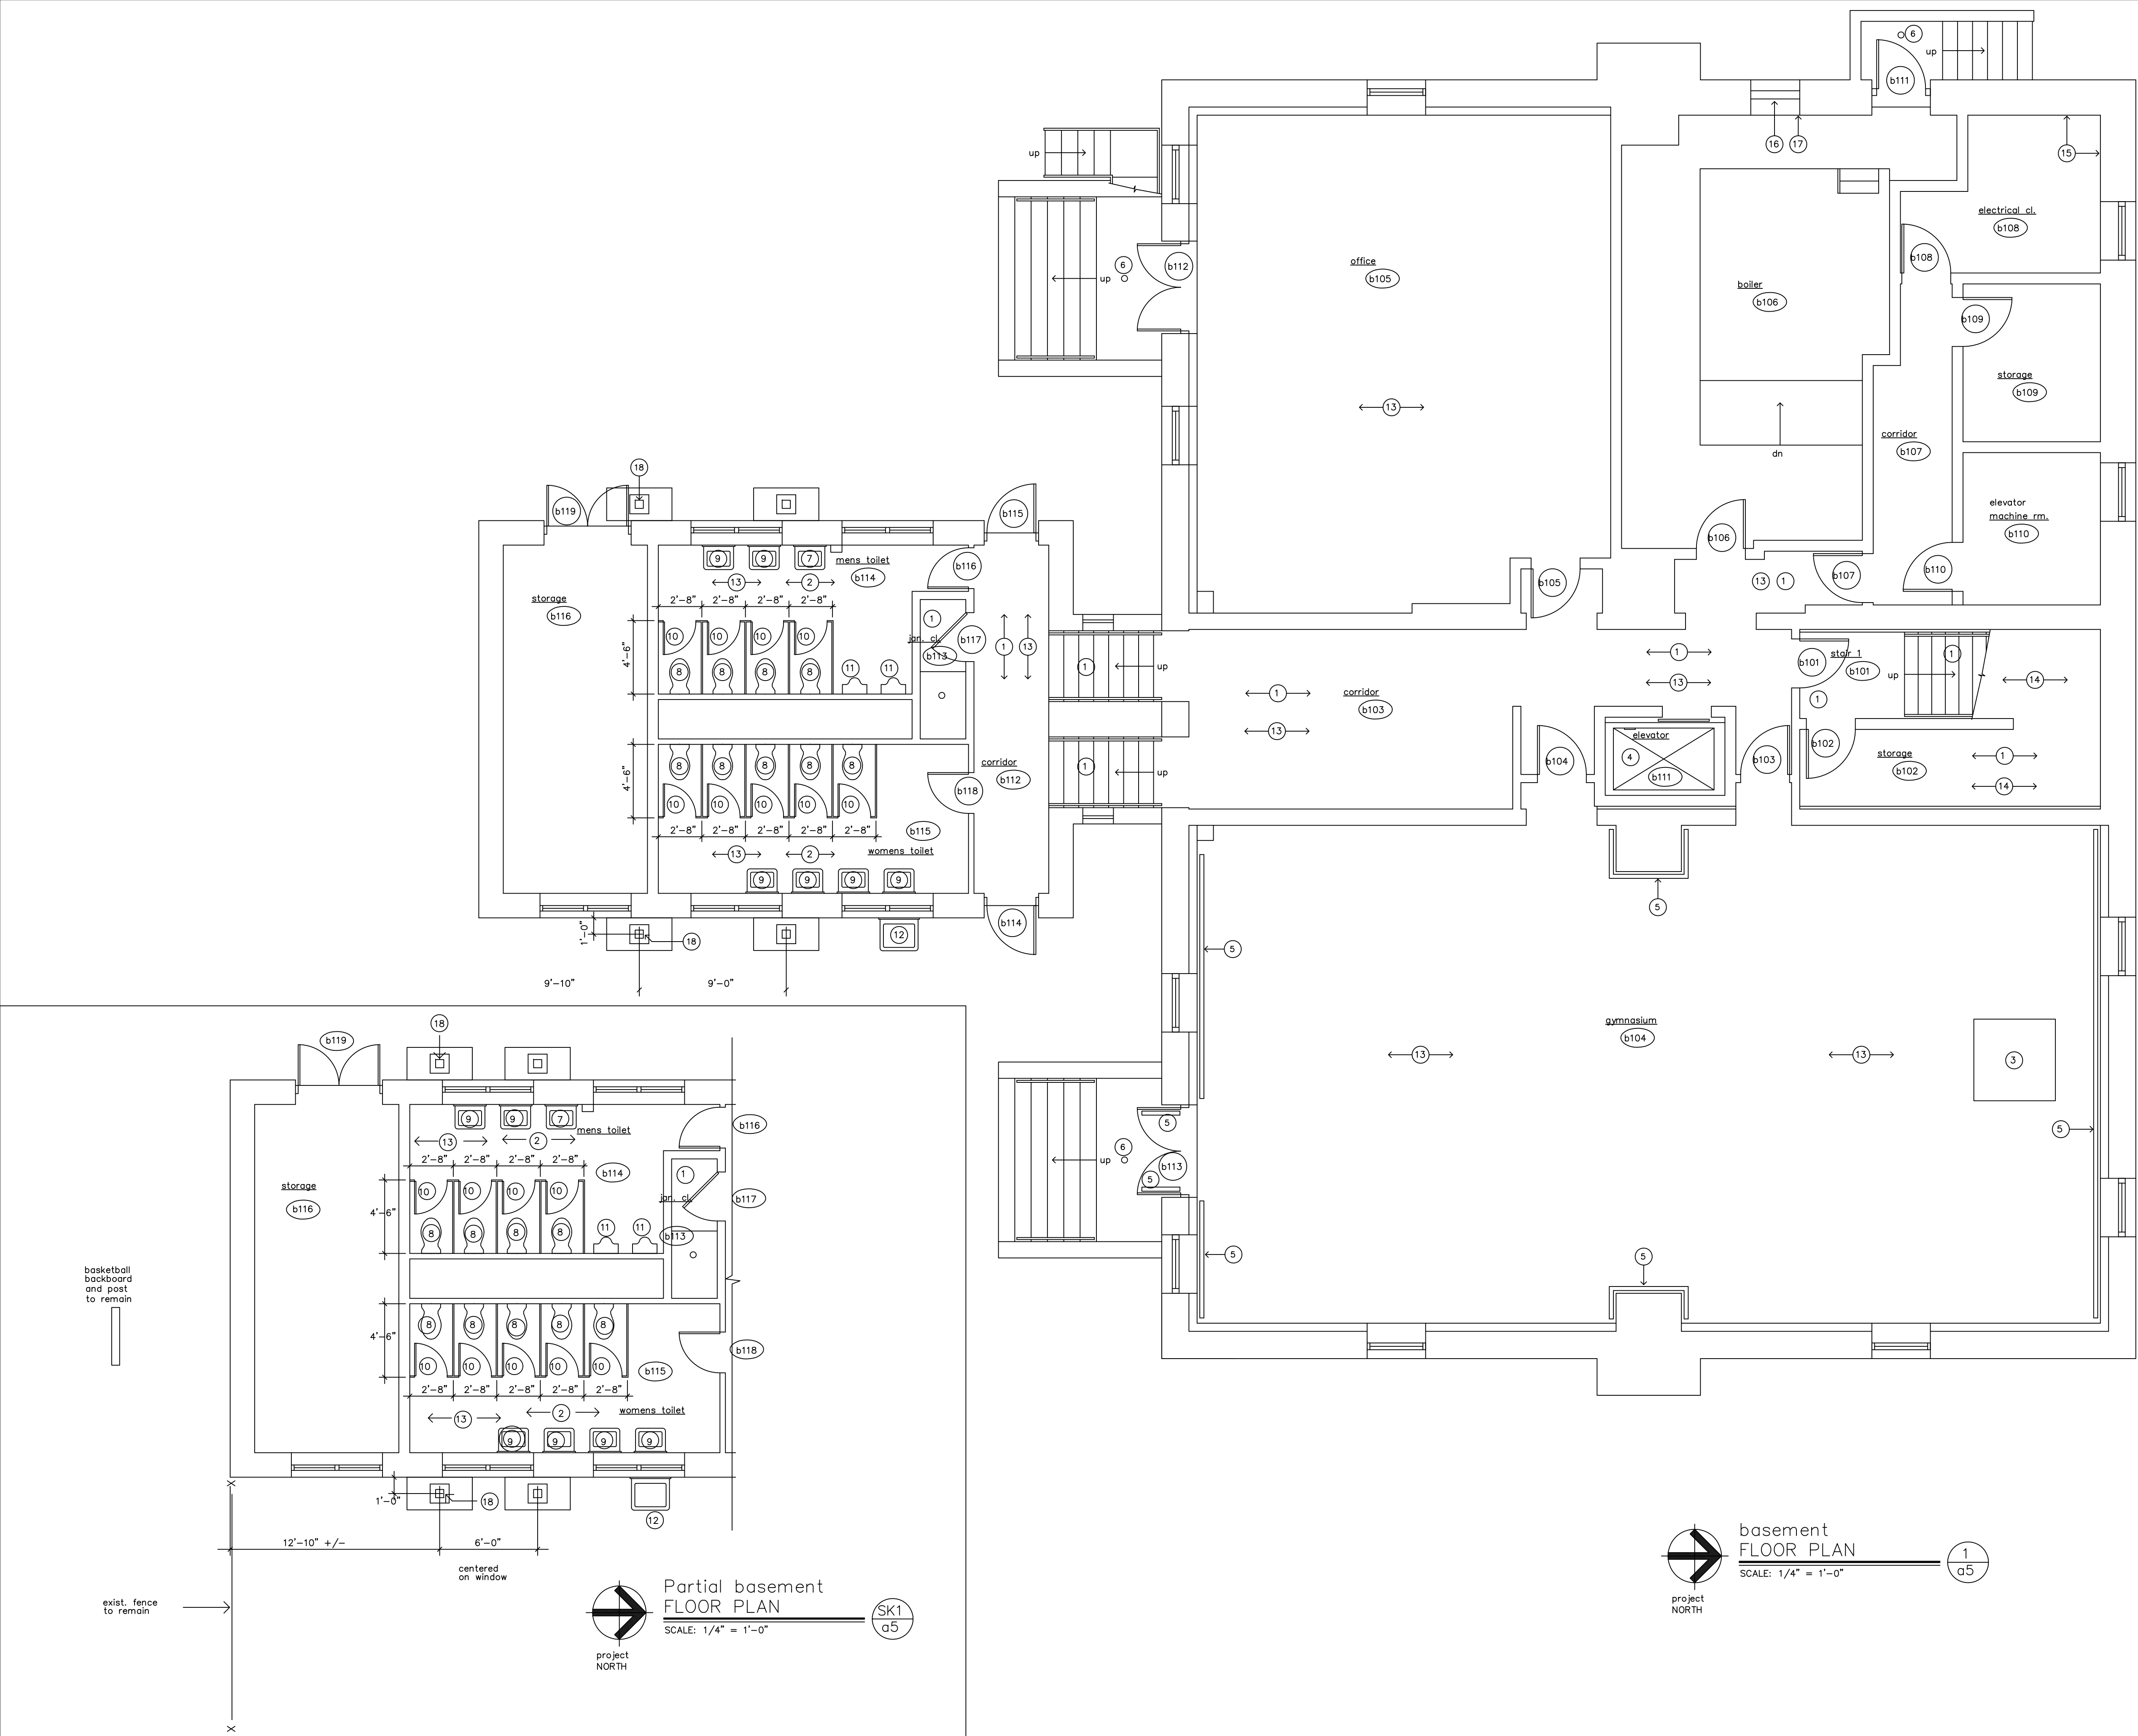 6
up
b111
up
16
17
15
electrical cl.
b108
office
b105
6
b112
up
b108
boiler
b106
b109
storage
b109
13
corridor
b107
dn
18
elevator
machine rm.
b110
b119
b115
b106
9
9
7
mens toilet
b114
b116
13
2
b105
13
1
b107
b110
storage
b116
2'-8"
2'-8"
2'-8"
2'-8"
1
4'-6"
10
10
10
10
jan. cl.
b113
b117
1
13
8
8
8
8
11
11
1
up
1
13
corridor
b103
1
13
b101
stair 1
b101
1
up
14
1
4'-6"
8
8
8
8
8
corridor
b112
1
up
10
10
10
10
10
b118
b104
elevator
4
b111
b103
b102
storage
b102
1
14
2'-8"
2'-8"
2'-8"
2'-8"
2'-8"
b115
womens toilet
13
2
9
9
9
9
5
1'-0"
18
12
b114
5
9'-10"
9'-0"
gymnasium
b104
13
13
3
6
up
5
5
b113
5
5
5
18
b119
9
9
7
mens toilet
b116
13
2
2'-8"
2'-8"
2'-8"
2'-8"
b114
1
storage
b116
4'-6"
10
10
10
10
jan. cl.
b117
8
8
8
8
11
11
b113
basketball
backboard
and post
to remain
4'-6"
8
8
8
8
8
10
10
10
10
10
b115
b118
2'-8"
2'-8"
2'-8"
2'-8"
2'-8"
13
2
womens toilet
9
9
9
9
X
1'-0"
18
12
12'-10" +/-
6'-0"
centered
on window
exist. fence
to remain
X
Partial basement
FLOOR PLAN
SCALE: 1/4" = 1'-0"
SK1
a5
project
NORTH
basement
FLOOR PLAN
SCALE: 1/4" = 1'-0"
1
a5
project
NORTH